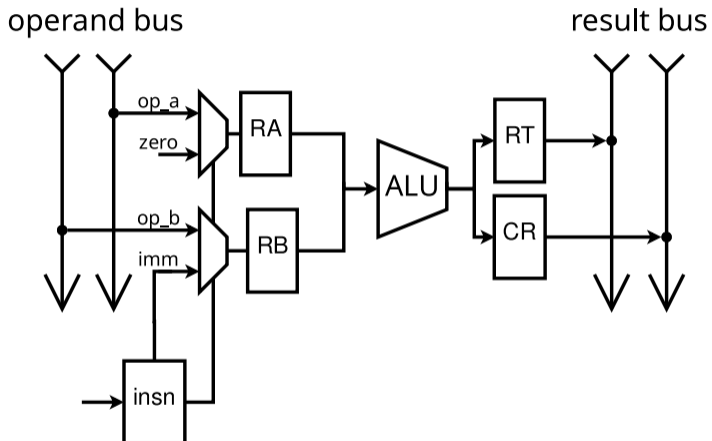 operand bus
result bus
op_a
RA
zero
RT
ALU
op_b
RB
CR
imm
insn